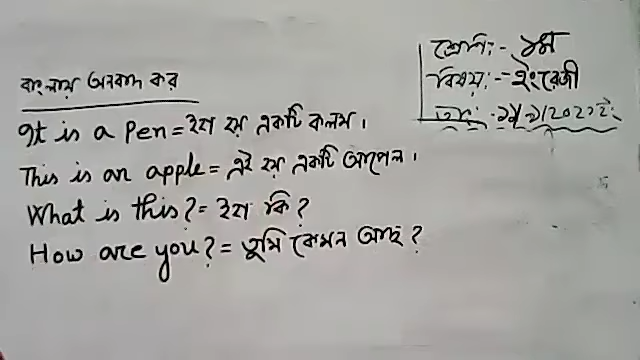 শ্রেণি:- ১ম
বিষয়:- ইংরেজী
বাংলায় অনুবাদ কর
It is a Pen = ইহা হয় একটি কলম।
This is an apple = এই হয় একটি আপেল।
What is this? = ইহা কি?
How are you? = তুমি কেমন আছ?